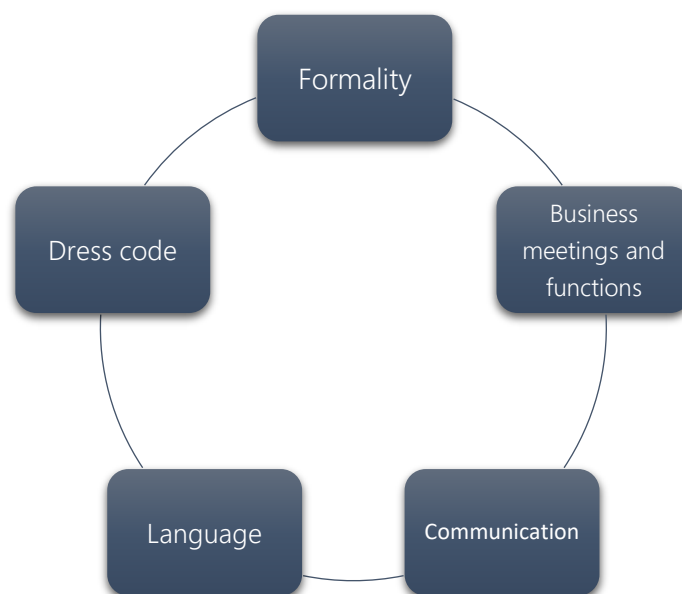 Formality
Business
meetings and
functions
Communication
Language
Dress code